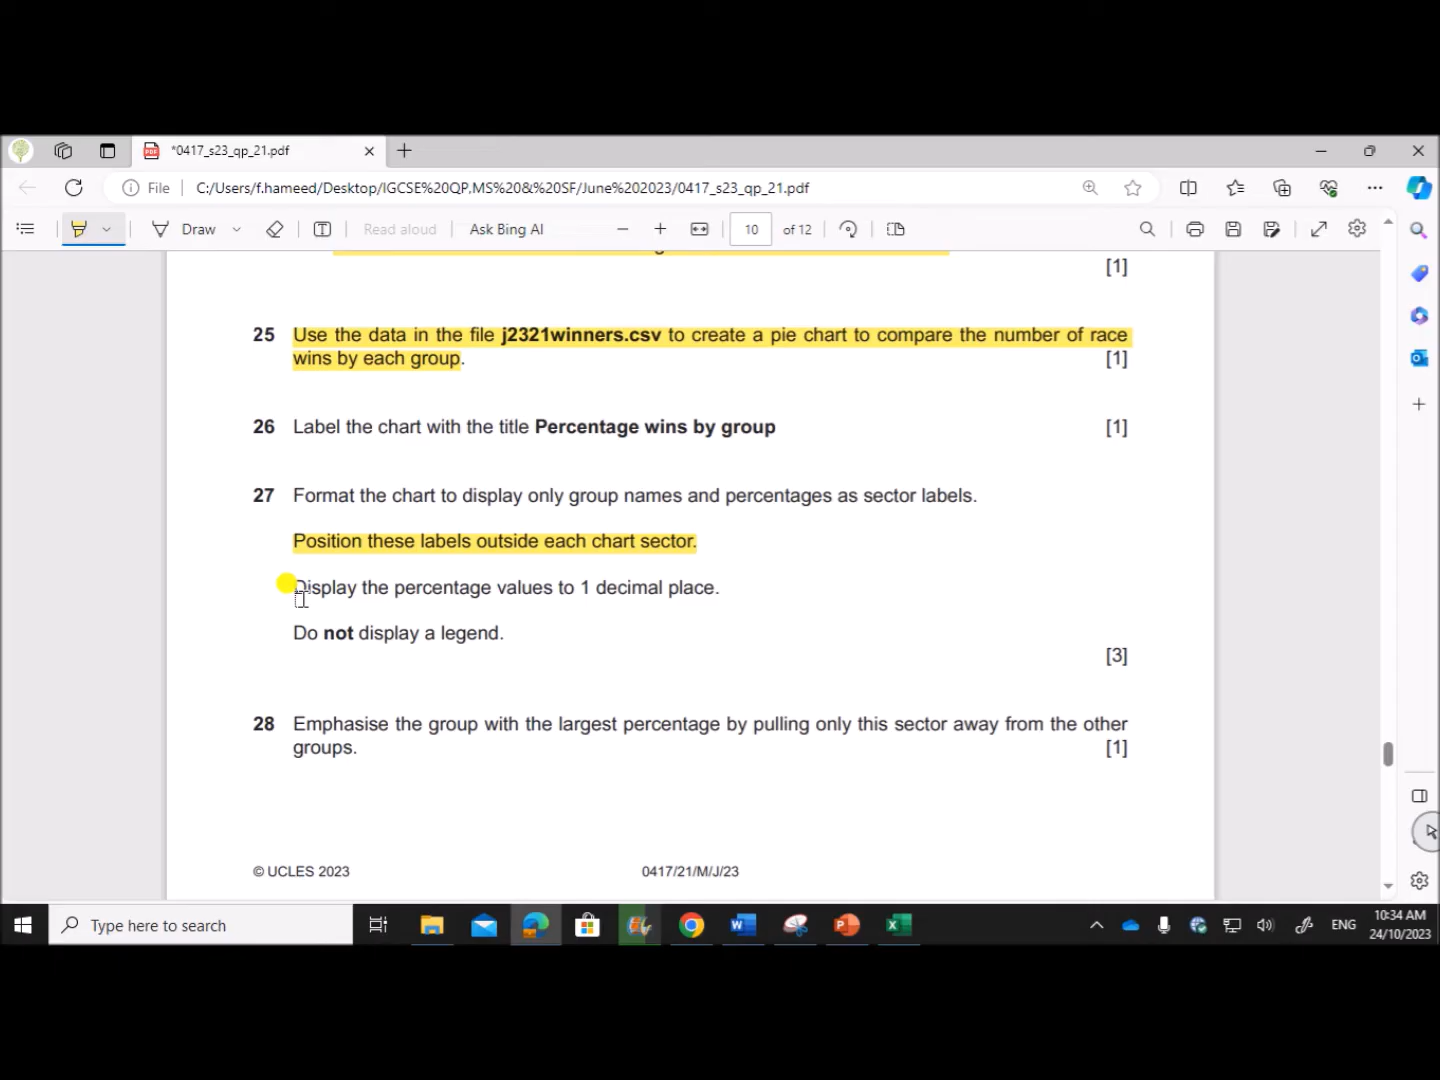 *0417_s23_qp_21.pdf
File
C:/Users/f.hameed/Desktop/IGCSE%20QP,MS%20&%20SF/June%202023/0417_s23_qp_21.pdf
Draw
Read aloud
Ask Bing AI
10
of 12
[1]
25 Use the data in the file j2321winners.csv to create a pie chart to compare the number of race
wins by each group. [1]
26 Label the chart with the title Percentage wins by group [1]
27 Format the chart to display only group names and percentages as sector labels.
Position these labels outside each chart sector.
Display the percentage values to 1 decimal place.
Do not display a legend.
[3]
28 Emphasise the group with the largest percentage by pulling only this sector away from the other
groups. [1]
© UCLES 2023 0417/21/M/J/23
Type here to search
ENG
10:34 AM
24/10/2023